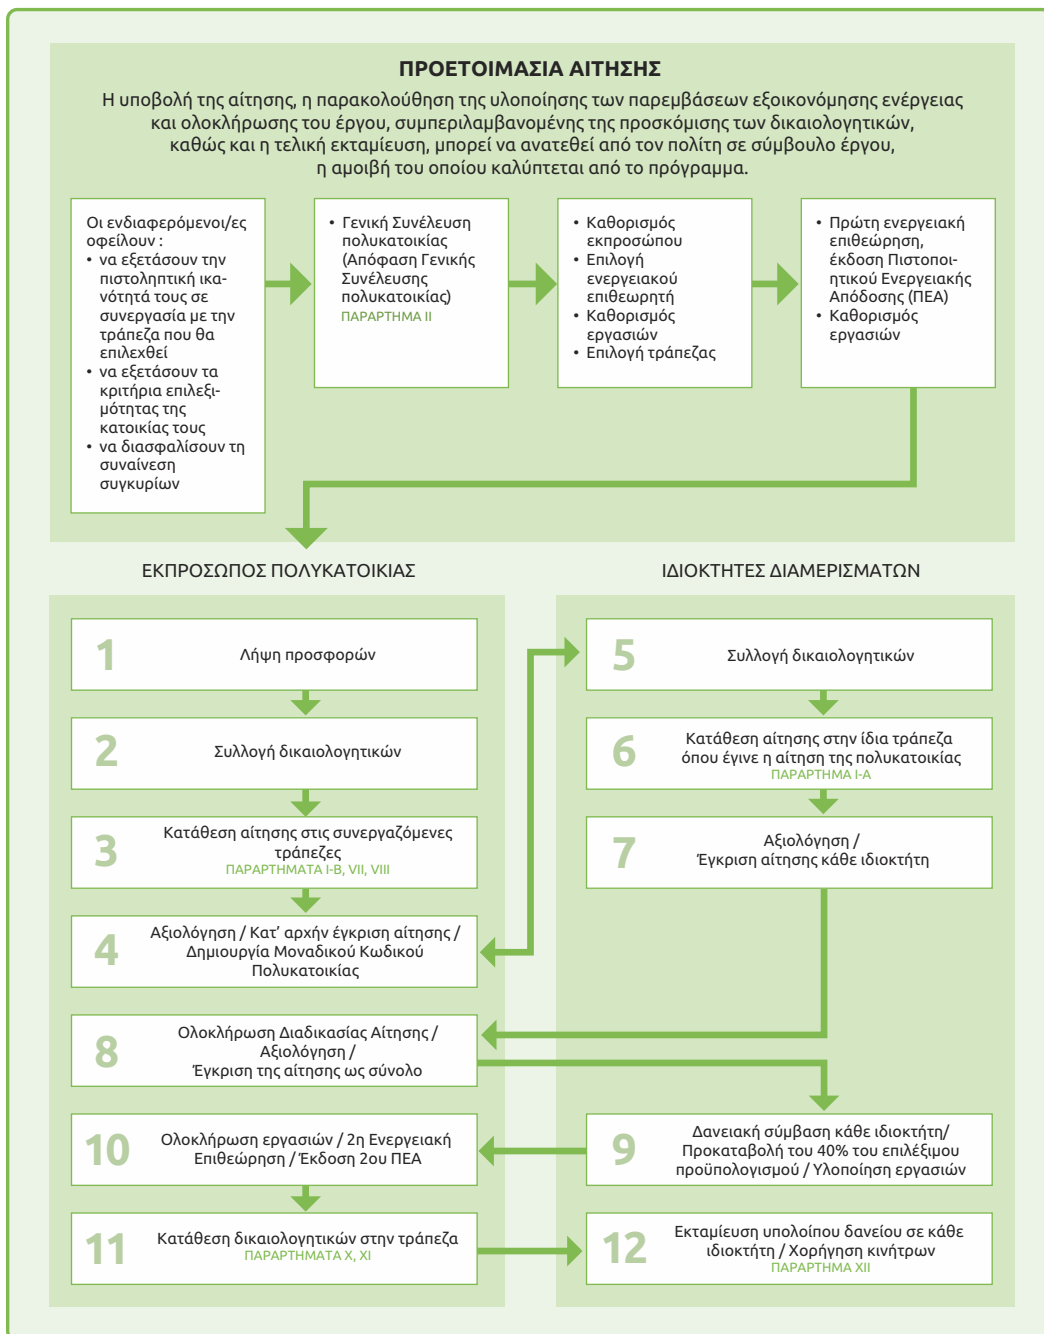 ΠΡΟΕΤΟΙΜΑΣΙΑ ΑΙΤΗΣΗΣ
Η υποβολή της αίτησης, η παρακολούθηση της υλοποίησης των παρεμβάσεων εξοικονόμησης ενέργειας
και ολοκλήρωσης του έργου, συμπεριλαμβανομένης της προσκόμισης των δικαιολογητικών,
καθώς και η τελική εκταμίευση, μπορεί να ανατεθεί από τον πολίτη σε σύμβουλο έργου,
η αμοιβή του οποίου καλύπτεται από το πρόγραμμα.
Οι ενδιαφερόμενοι/ες
οφείλουν :
• να εξετάσουν την
πιστοληπτική ικα-
νότητά τους σε
συνεργασία με την
τράπεζα που θα
επιλεχθεί
• να εξετάσουν τα
κριτήρια επιλεξι-
μότητας της
κατοικίας τους
• να διασφαλίσουν τη
συναίνεση
συγκυρίων
• Γενική Συνέλευση
πολυκατοικίας
(Απόφαση Γενικής
Συνέλευσης
πολυκατοικίας)
ΠΑΡΑΡΤΗΜΑ II
• Καθορισμός
εκπροσώπου
• Επιλογή
ενεργειακού
επιθεωρητή
• Καθορισμός
εργασιών
• Επιλογή τράπεζας
• Πρώτη ενεργειακή
επιθεώρηση,
έκδοση Πιστοποι-
ητικού Ενεργειακής
Απόδοσης (ΠΕΑ)
• Καθορισμός
εργασιών
ΕΚΠΡΟΣΩΠΟΣ ΠΟΛΥΚΑΤΟΙΚΙΑΣ
1
Λήψη προσφορών
2
Συλλογή δικαιολογητικών
3
Κατάθεση αίτησης στις συνεργαζόμενες
τράπεζες
ΠΑΡΑΡΤΗΜΑΤΑ I-B, VII, VIII
4
Αξιολόγηση / Κατ’ αρχήν έγκριση αίτησης /
Δημιουργία Μοναδικού Κωδικού
Πολυκατοικίας
ΙΔΙΟΚΤΗΤΕΣ ΔΙΑΜΕΡΙΣΜΑΤΩΝ
5
Συλλογή δικαιολογητικών
6
Κατάθεση αίτησης στην ίδια τράπεζα
όπου έγινε η αίτηση της πολυκατοικίας
ΠΑΡΑΡΤΗΜΑ I-A
7
Αξιολόγηση /
Έγκριση αίτησης κάθε ιδιοκτήτη
8
Ολοκλήρωση Διαδικασίας Αίτησης /
Αξιολόγηση /
Έγκριση της αίτησης ως σύνολο
9
Δανειακή σύμβαση κάθε ιδιοκτήτη/
Προκαταβολή του 40% του επιλέξιμου
προϋπολογισμού / Υλοποίηση εργασιών
10
Ολοκλήρωση εργασιών / 2η Ενεργειακή
Επιθεώρηση / Έκδοση 2ου ΠΕΑ
11
Κατάθεση δικαιολογητικών στην τράπεζα
ΠΑΡΑΡΤΗΜΑΤΑ X, XI
12
Εκταμίευση υπολοίπου δανείου σε κάθε
ιδιοκτήτη / Χορήγηση κινήτρων
ΠΑΡΑΡΤΗΜΑ XII